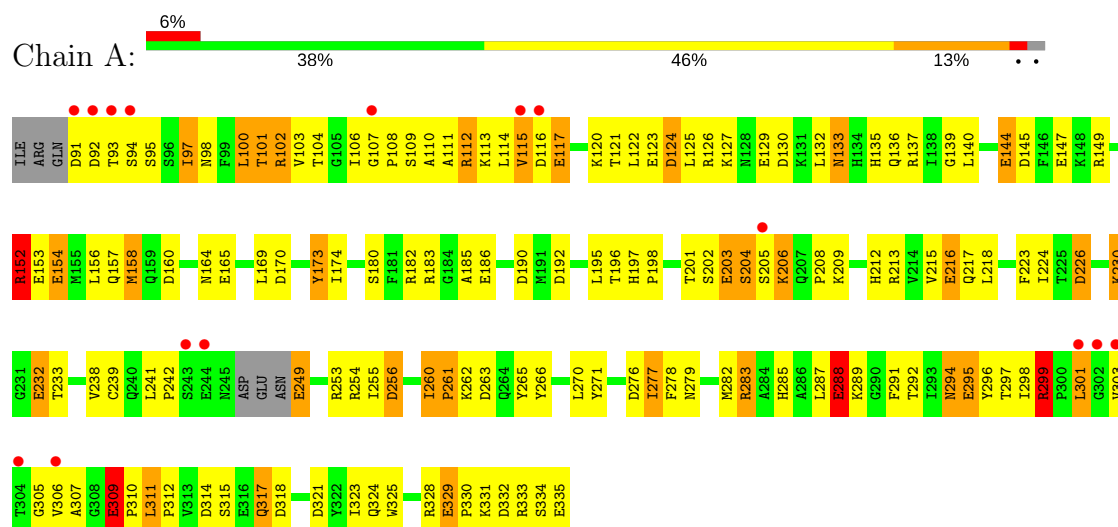 6%
Chain A:
38% 46% 13% • •
ILE ARG GLN D91 D92 T93 S94 S95 S96 I97 N98 F99 L100 T101 R102 V103 T104 G105 I106 G107 P108 S109 A110 A111 R112 K113 L114 V115 D116 E117 K120 T121 L122 E123 D124 L125 R126 K127 N128 E129 D130 K131 L132 N133 H134 H135 Q136 R137 I138 G139 L140 E144 D145 F146 E147 K148 R149
R152 E153 E154 M155 L156 Q157 M158 Q159 D160 N164 E165 L169 D170 Y173 I174 S180 F181 R182 R183 G184 A185 E186 D190 M191 D192 L195 T196 H197 P198 T201 S202 E203 S204 S205 K206 Q207 P208 K209 H212 R213 V214 V215 E216 Q217 L218 F223 I224 T225 D226 K230
G231 E232 T233 V238 C239 Q240 L241 P242 S243 E244 N245 ASP GLU ASN E249 R253 R254 I255 D256 I260 P261 K262 D263 Q264 Y265 Y266 L270 Y271 D276 I277 F278 N279 M282 R283 A284 H285 A286 L287 E288 K289 G290 F291 T292 I293 N294 E295 Y296 T297 I298 R299 P300 L301 G302 V303
T304 G305 V306 A307 G308 E309 P310 L311 P312 V313 D314 S315 E316 Q317 D318 D321 Y322 I323 Q324 W325 R328 E329 P330 K331 D332 R333 S334 E335